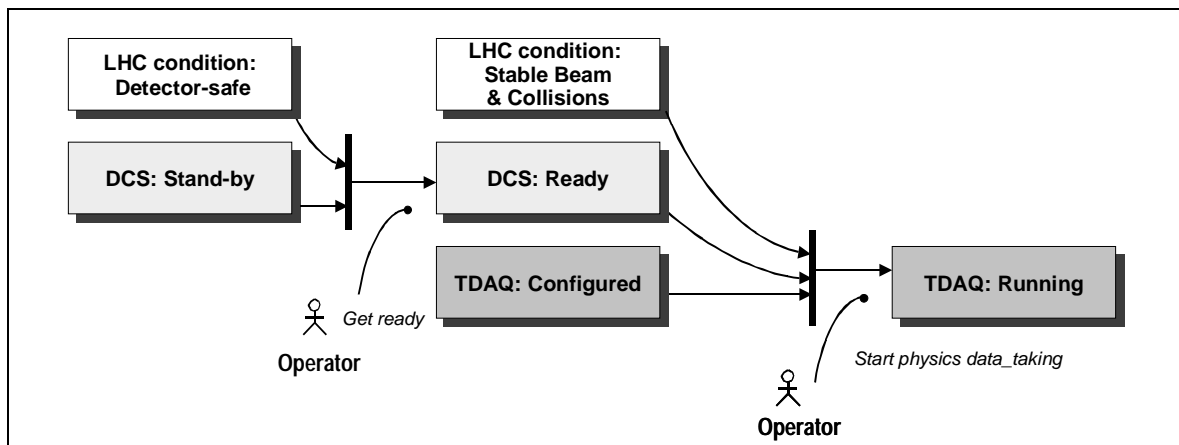 LHC condition:
Detector-safe
LHC condition:
Stable Beam
& Collisions
DCS: Stand-by
DCS: Ready
TDAQ: Configured
TDAQ: Running
Get ready
Operator
Start physics data_taking
Operator